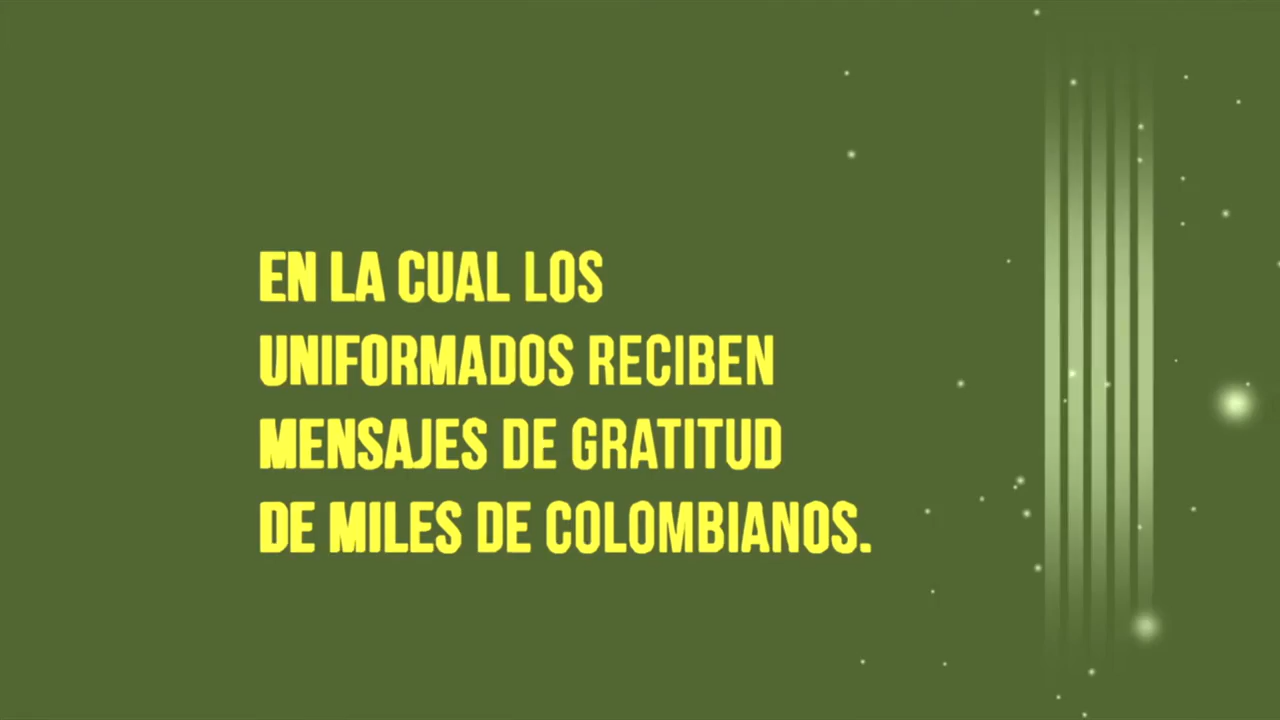 EN LA CUAL LOS
UNIFORMADOS RECIBEN
MENSAJES DE GRATITUD
DE MILES DE COLOMBIANOS.